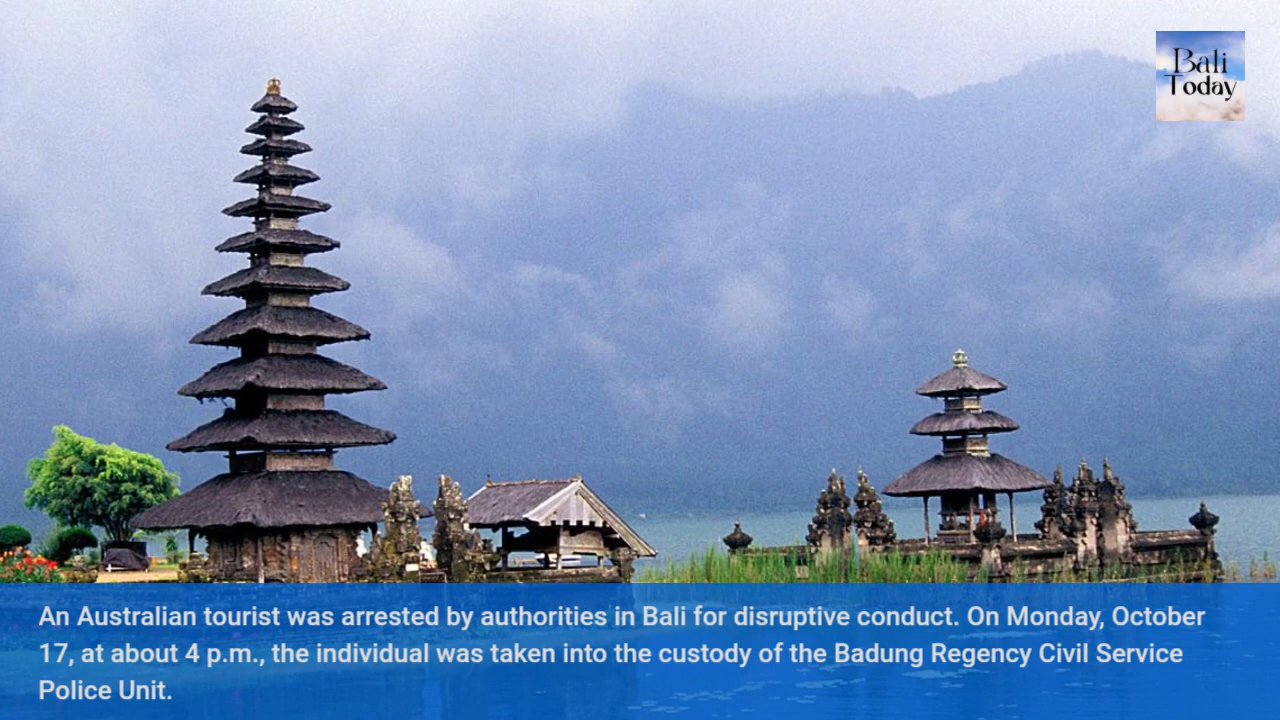 Bali
Today
An Australian tourist was arrested by authorities in Bali for disruptive conduct. On Monday, October
17, at about 4 p.m., the individual was taken into the custody of the Badung Regency Civil Service
Police Unit.